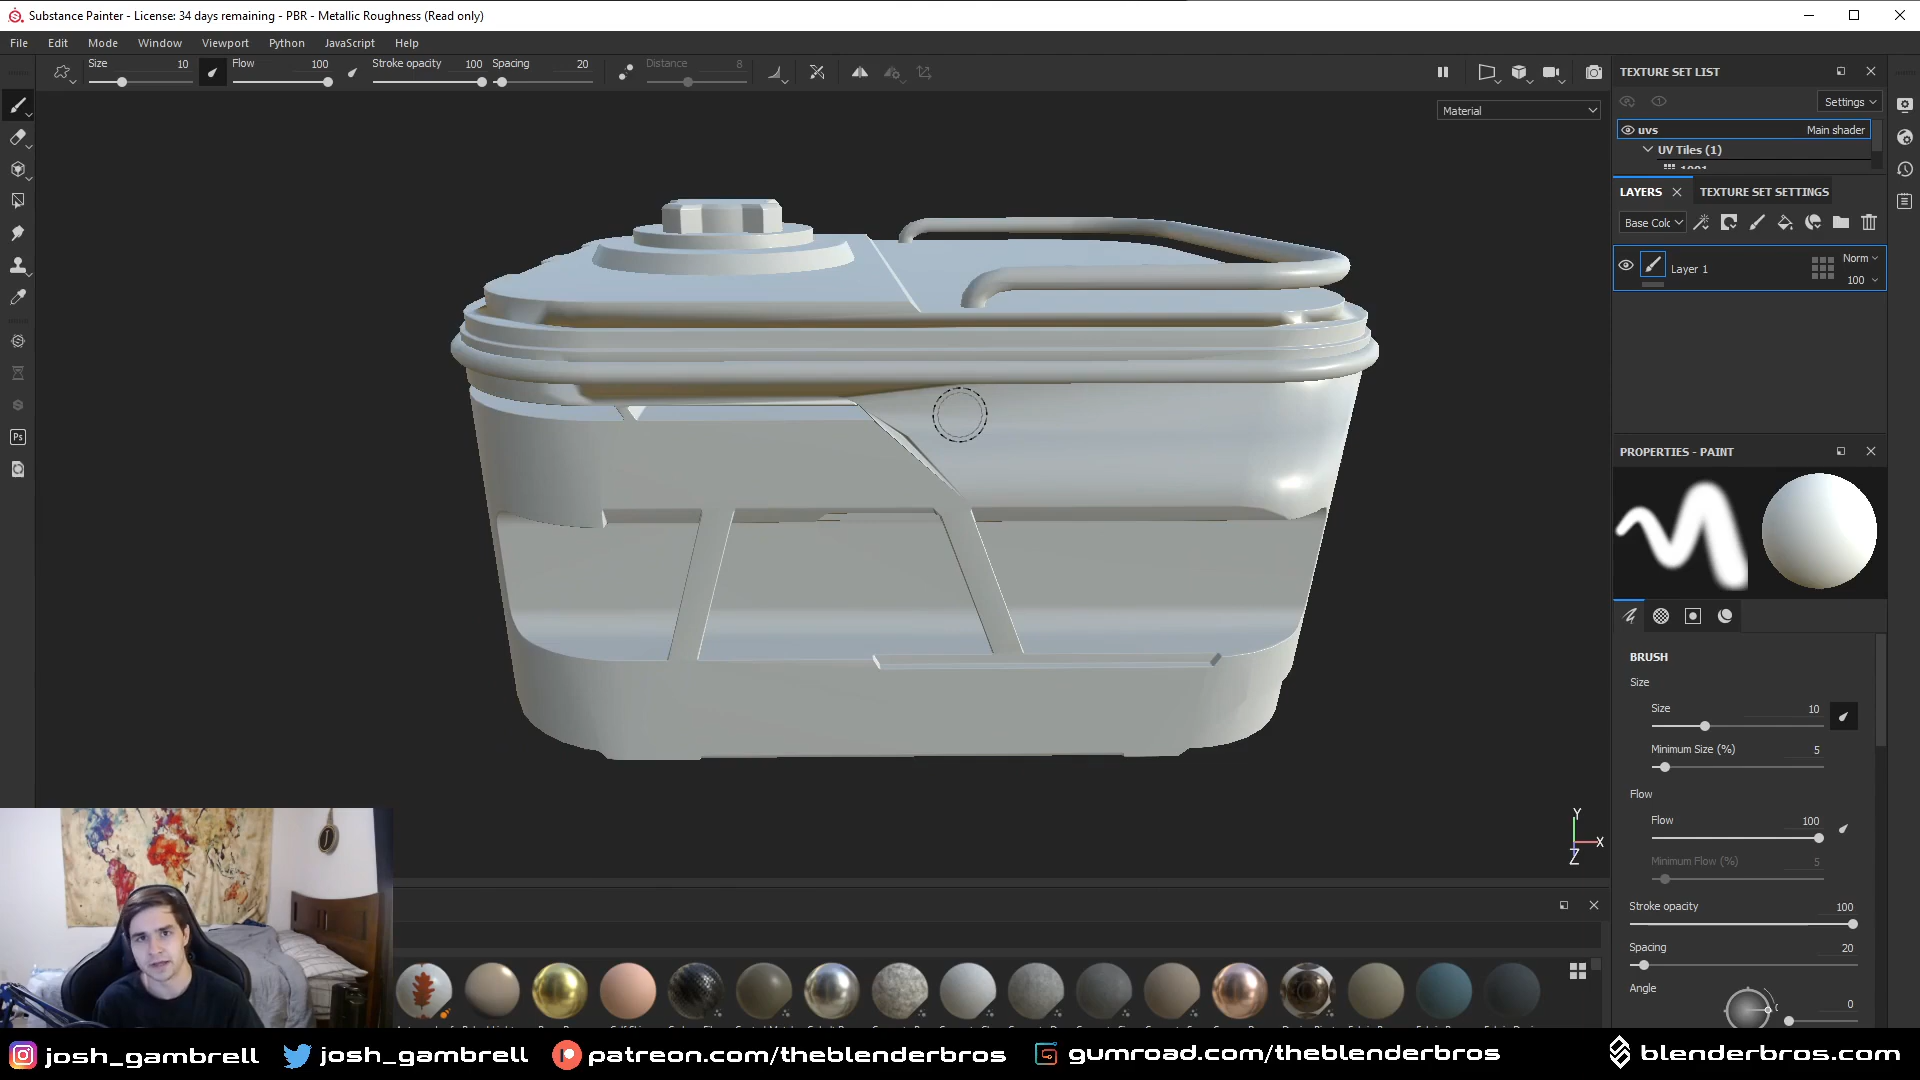 Substance Painter - License: 34 days remaining - PBR - Metallic Roughness (Read only)
File Edit Mode Window Viewport Python JavaScript Help
Size 10 Flow 100 Stroke opacity 100 Spacing 20 Distance 8
Material
TEXTURE SET LIST
Settings
uvs Main shader
UV Tiles (1)
1001
LAYERS TEXTURE SET SETTINGS
Base Colc
Layer 1 Norm
100
PROPERTIES - PAINT
BRUSH
Size
Size 10
Minimum Size (%) 5
Flow
Flow 100
Minimum Flow (%) 5
Stroke opacity 100
Spacing 20
Angle 0
Ps
Y
X
Z
josh_gambrell josh_gambrell patreon.com/theblenderbros gumroad.com/theblenderbros blenderbros.com